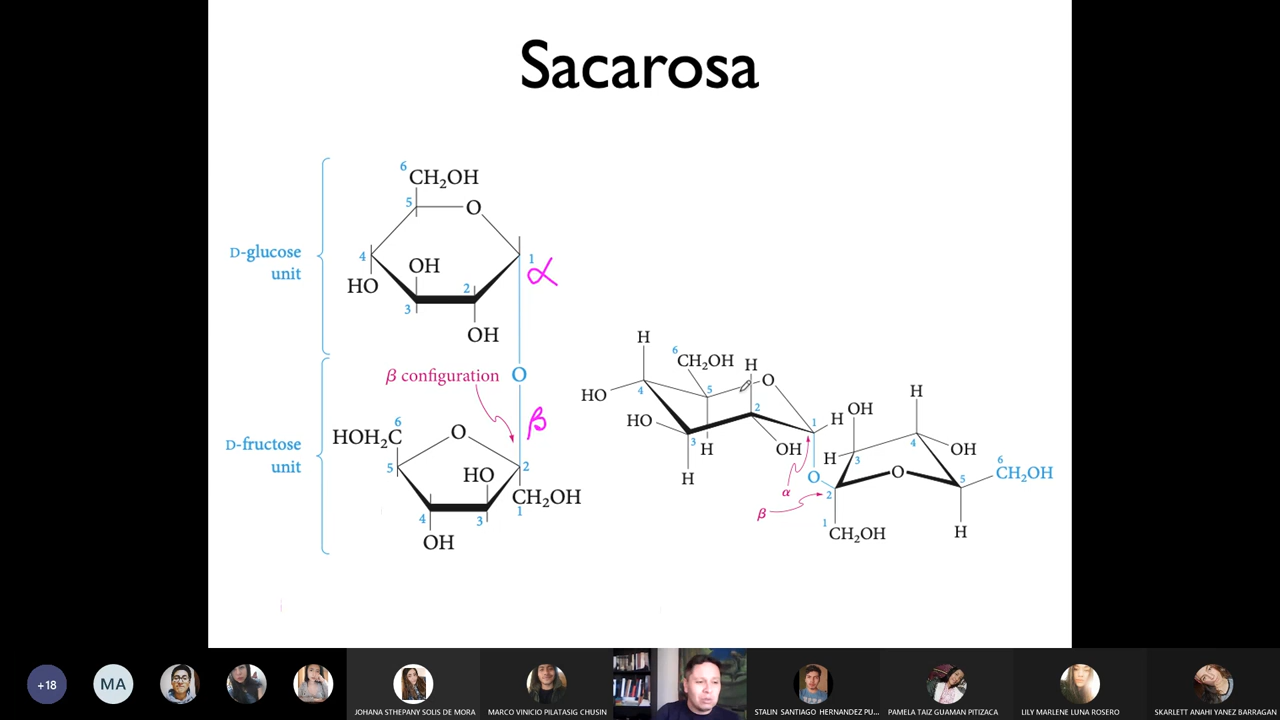 Sacarosa
6
CH₂OH
5
O
D-glucose
unit
4
1
α
OH
HO
2
3
OH
β configuration
O
β
6
HOH₂C
O
D-fructose
unit
5
2
HO
CH₂OH
1
4
3
OH
H
6
CH₂OH
H
O
HO
4
5
2
HO
3
H
OH
1
H
OH
H
H
α
O
2
β
H
3
4
OH
O
5
6
CH₂OH
1
CH₂OH
H
+18
MA
JOHANA STHEPANY SOLIS DE MORA
MARCO VINICIO PILATASIG CHUSIN
STALIN SANTIAGO HERNANDEZ PU...
PAMELA TAIZ GUAMAN PITIZACA
LILY MARLENE LUNA ROSERO
SKARLETT ANAHI YANEZ BARRAGAN